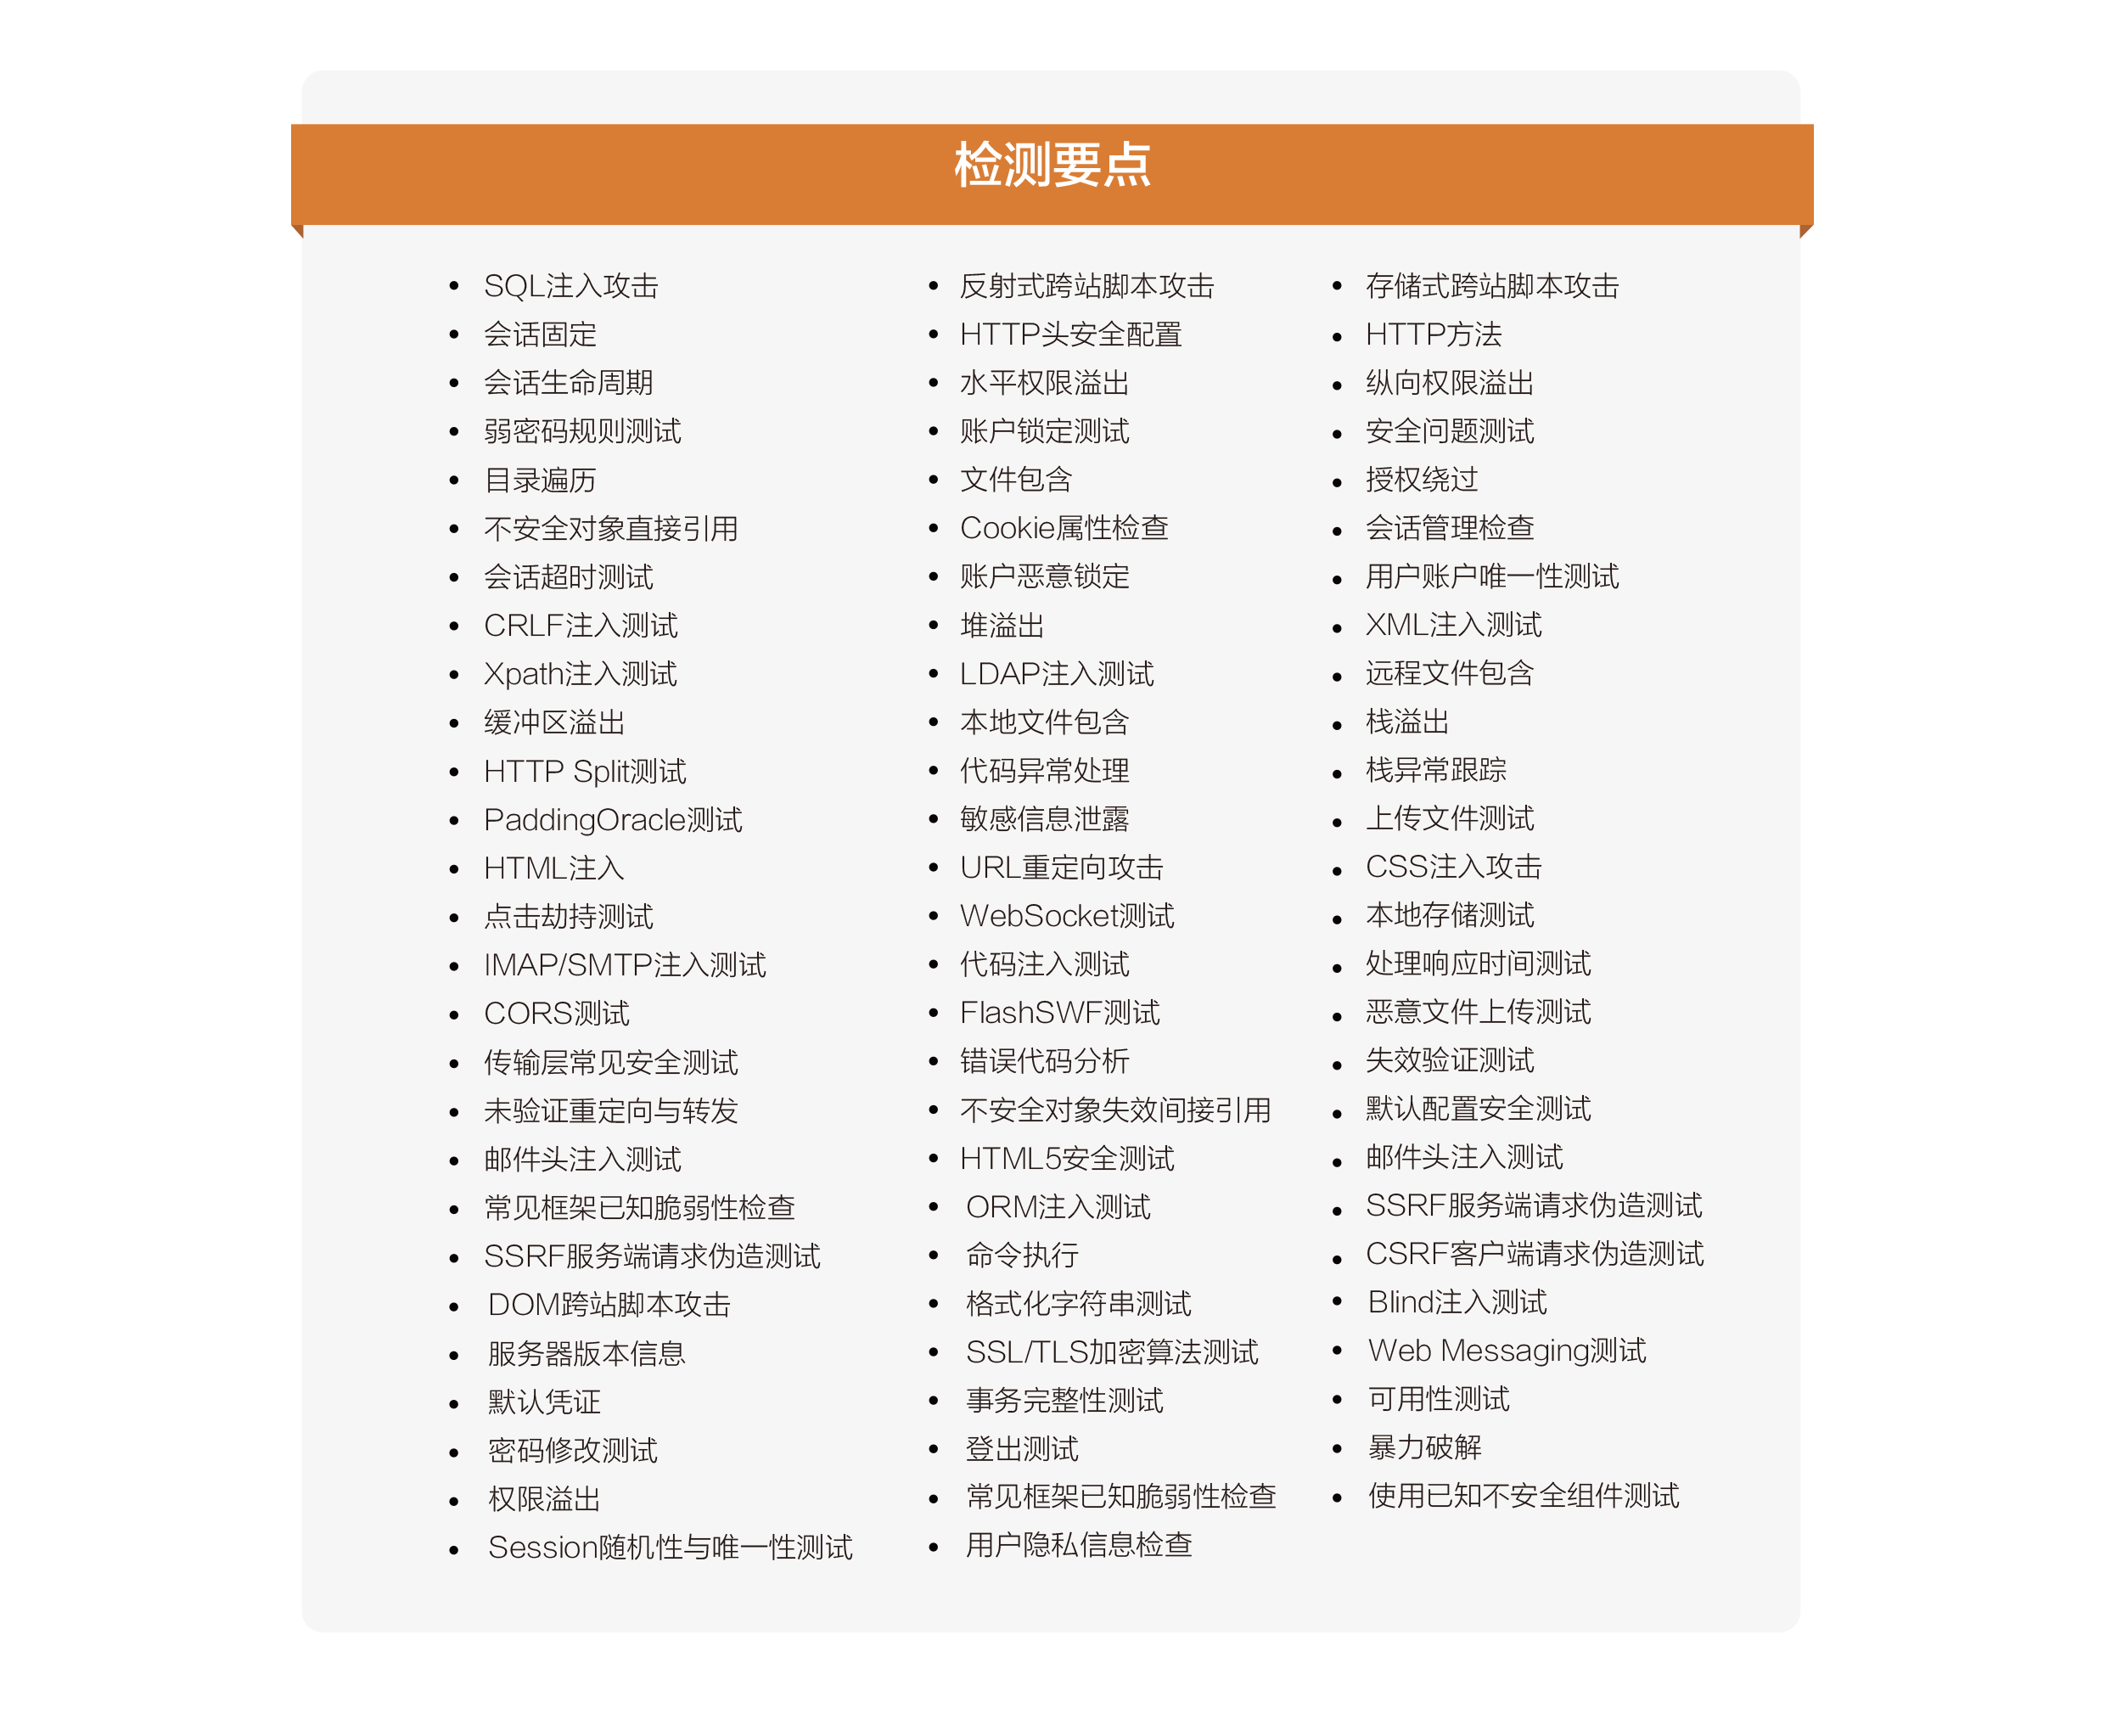 检测要点
SQL注入攻击
会话固定
会话生命周期
弱密码规则测试
目录遍历
不安全对象直接引用
会话超时测试
CRLF注入测试
Xpath注入测试
缓冲区溢出
HTTP Split测试
PaddingOracle测试
HTML注入
点击劫持测试
IMAP/SMTP注入测试
CORS测试
传输层常见安全测试
未验证重定向与转发
邮件头注入测试
常见框架已知脆弱性检查
SSRF服务端请求伪造测试
DOM跨站脚本攻击
服务器版本信息
默认凭证
密码修改测试
权限溢出
Session随机性与唯一性测试
反射式跨站脚本攻击
HTTP头安全配置
水平权限溢出
账户锁定测试
文件包含
Cookie属性检查
账户恶意锁定
堆溢出
LDAP注入测试
本地文件包含
代码异常处理
敏感信息泄露
URL重定向攻击
WebSocket测试
代码注入测试
FlashSWF测试
错误代码分析
不安全对象失效间接引用
HTML5安全测试
ORM注入测试
命令执行
格式化字符串测试
SSL/TLS加密算法测试
事务完整性测试
登出测试
常见框架已知脆弱性检查
用户隐私信息检查
存储式跨站脚本攻击
HTTP方法
纵向权限溢出
安全问题测试
授权绕过
会话管理检查
用户账户唯一性测试
XML注入测试
远程文件包含
栈溢出
栈异常跟踪
上传文件测试
CSS注入攻击
本地存储测试
处理响应时间测试
恶意文件上传测试
失效验证测试
默认配置安全测试
邮件头注入测试
SSRF服务端请求伪造测试
CSRF客户端请求伪造测试
Blind注入测试
Web Messaging测试
可用性测试
暴力破解
使用已知不安全组件测试